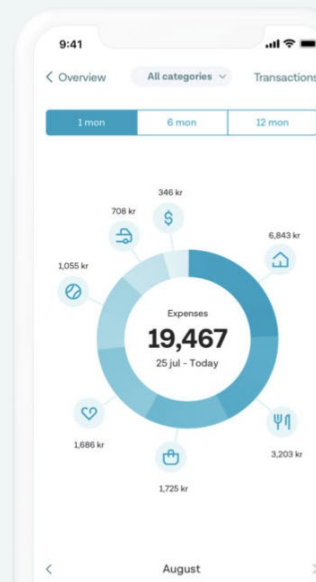 9:41
Overview
All categories
Transactions
1 mon
6 mon
12 mon
346 kr
708 kr
6,843 kr
1,055 kr
Expenses
19,467
25 jul - Today
1,686 kr
3,203 kr
1,725 kr
August